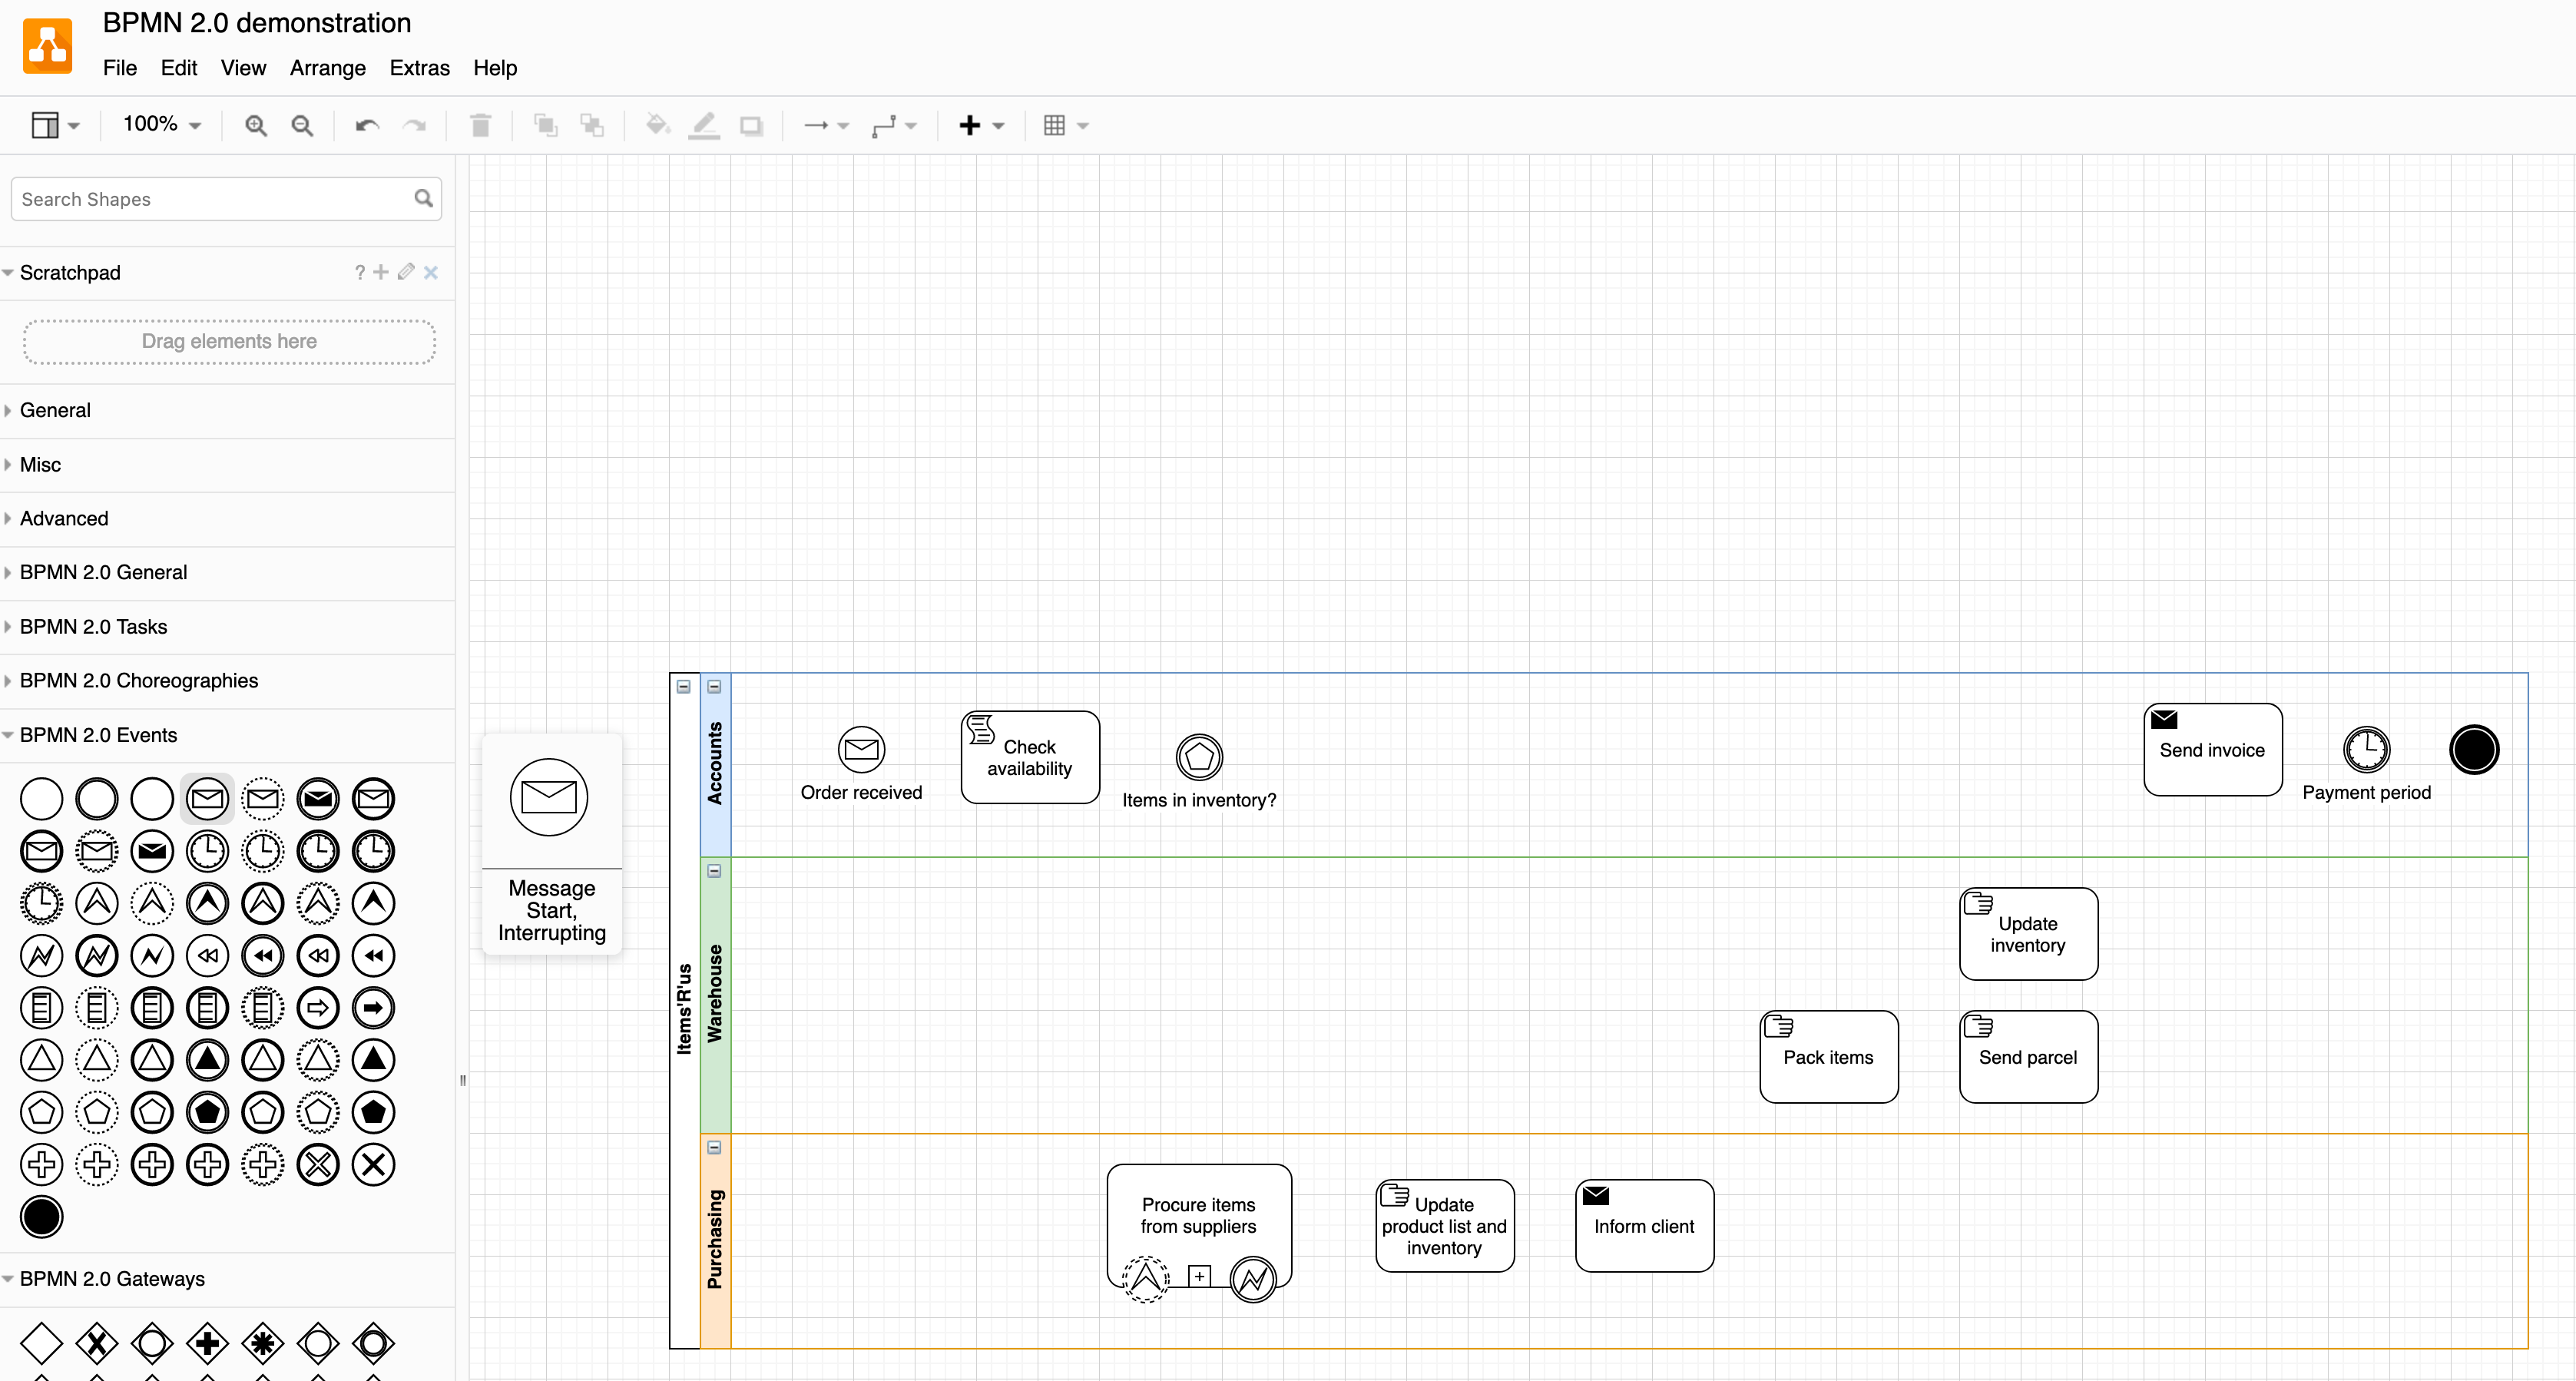 BPMN 2.0 demonstration
File Edit View Arrange Extras Help
100%
Search Shapes
Scratchpad
?
Drag elements here
General
Misc
Advanced
BPMN 2.0 General
BPMN 2.0 Tasks
BPMN 2.0 Choreographies
BPMN 2.0 Events
BPMN 2.0 Gateways
Message
Start,
Interrupting
Items'R'us
Accounts
Order received
Check
availability
Items in inventory?
Send invoice
Payment period
Warehouse
Update
inventory
Pack items
Send parcel
Purchasing
Procure items
from suppliers
Update
product list and
inventory
Inform client